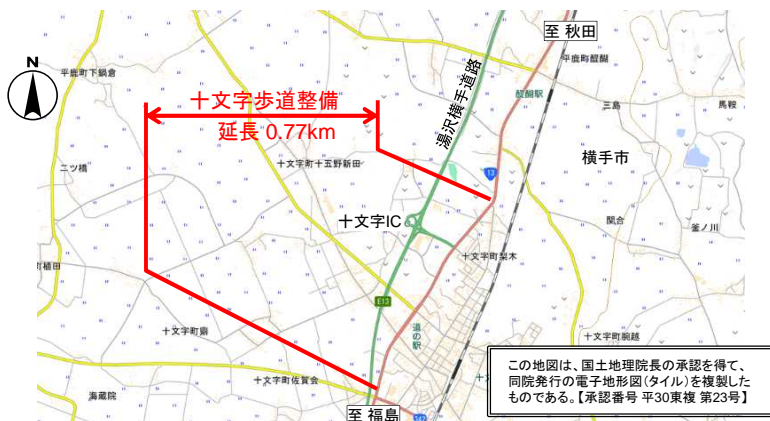 至 秋田
N
平鹿町下鍋倉
平鹿町醍醐
湯沢横手道路
醍醐駅
十文字歩道整備
延長 0.77km
三島
馬鞍
二ツ橋
十文字町十五野新田
横手市
13
十文字IC
関合
釜ノ川
十文字町梨木
町植田
E13
道の駅
十文字町鼎
十文字町腕越
十文字町佐賀会
海蔵院
至 福島
342
この地図は、国土地理院長の承認を得て、
同院発行の電子地形図(タイル)を複製した
ものである。【承認番号 平30東複 第23号】